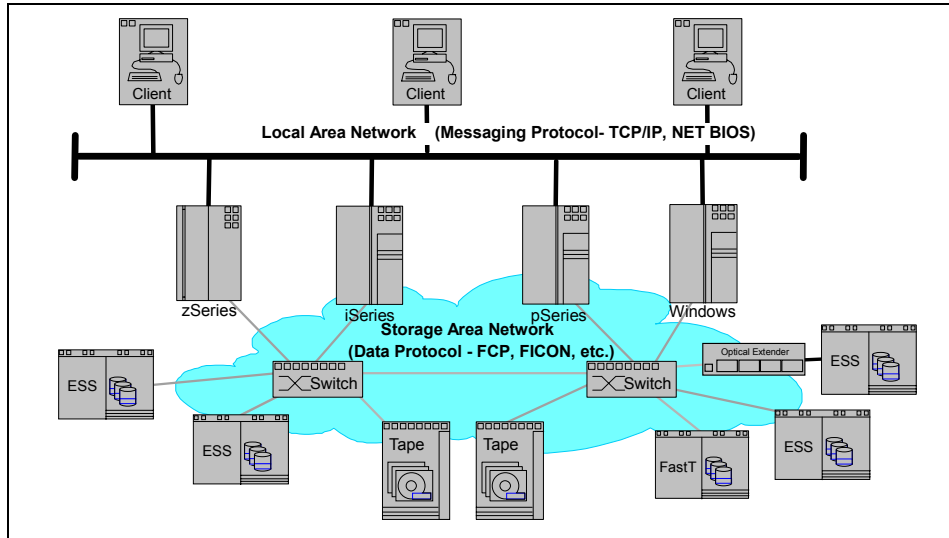 Client
Client
Client
Local Area Network (Messaging Protocol- TCP/IP, NET BIOS)
zSeries
iSeries
pSeries
Windows
Storage Area Network
(Data Protocol - FCP, FICON, etc.)
Optical Extender
ESS
Switch
Switch
ESS
ESS
Tape
Tape
FastT
ESS